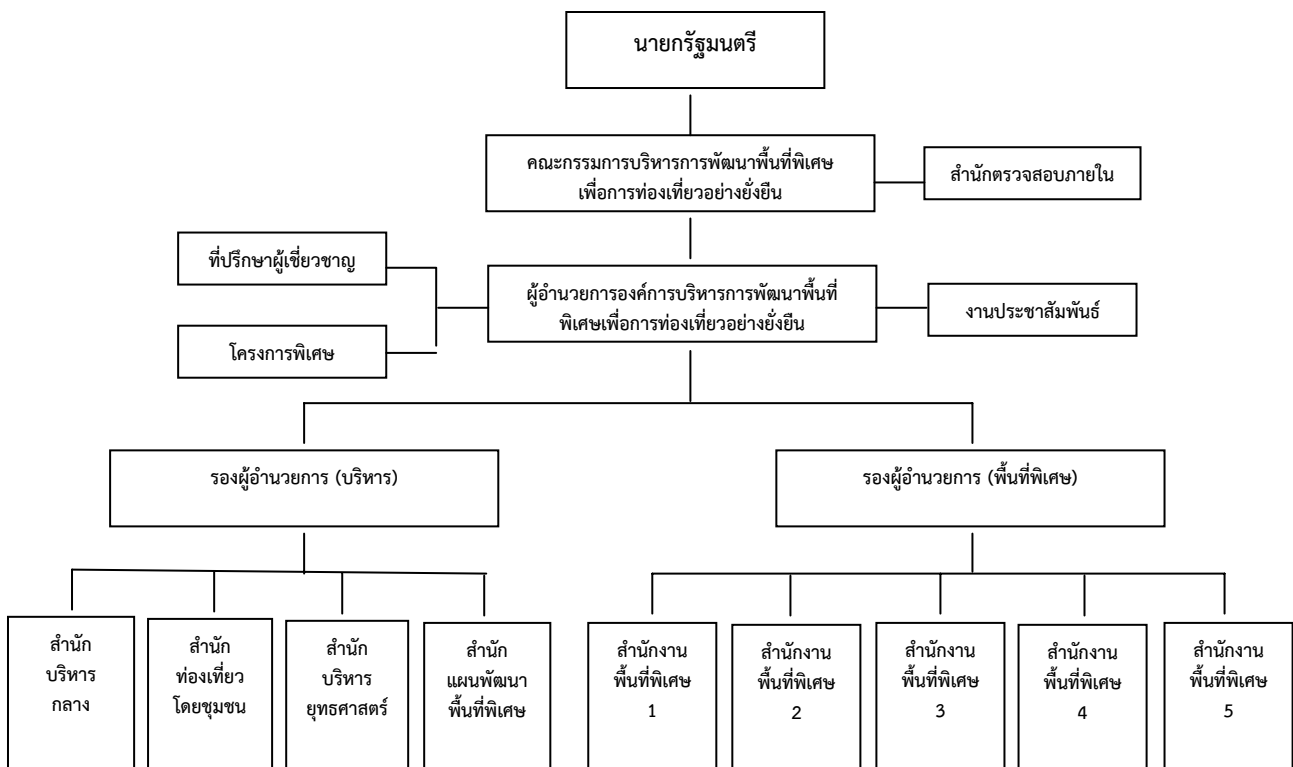 นายกรัฐมนตรี
คณะกรรมการบริหารการพัฒนาพื้นที่พิเศษ
เพื่อการท่องเที่ยวอย่างยั่งยืน
สำนักตรวจสอบภายใน
ที่ปรึกษาผู้เชี่ยวชาญ
ผู้อำนวยการองค์การบริหารการพัฒนาพื้นที่
พิเศษเพื่อการท่องเที่ยวอย่างยั่งยืน
งานประชาสัมพันธ์
โครงการพิเศษ
รองผู้อำนวยการ (บริหาร)
รองผู้อำนวยการ (พื้นที่พิเศษ)
สำนัก
บริหาร
กลาง
สำนัก
ท่องเที่ยว
โดยชุมชน
สำนัก
บริหาร
ยุทธศาสตร์
สำนัก
แผนพัฒนา
พื้นที่พิเศษ
สำนักงาน
พื้นที่พิเศษ
1
สำนักงาน
พื้นที่พิเศษ
2
สำนักงาน
พื้นที่พิเศษ
3
สำนักงาน
พื้นที่พิเศษ
4
สำนักงาน
พื้นที่พิเศษ
5